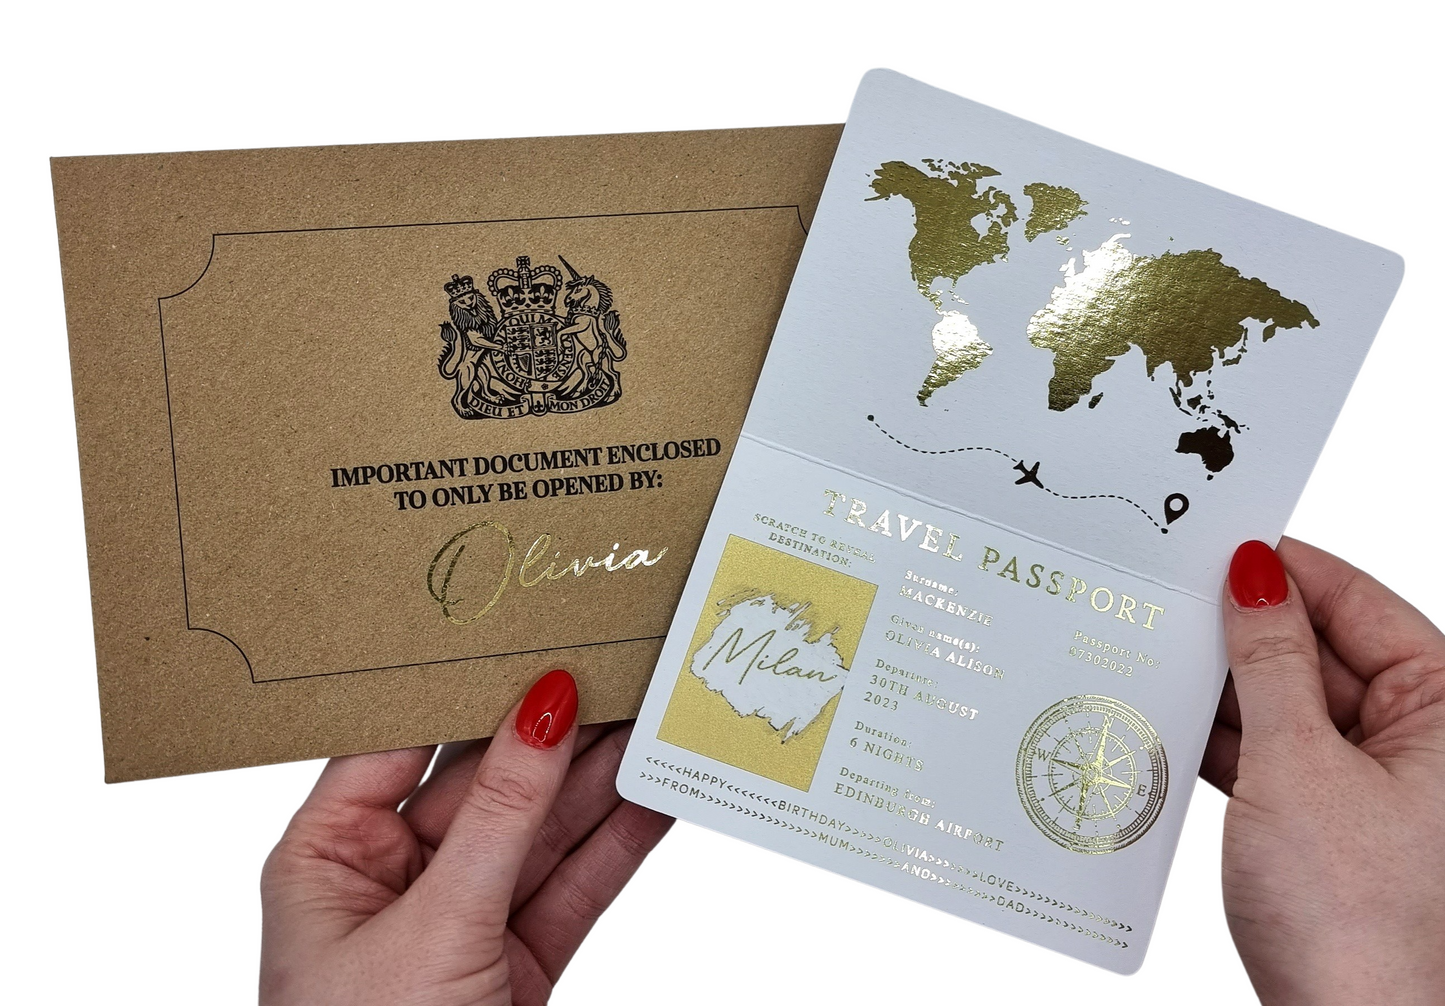 QUI M
HONI
DIEU ET MON DROIT
IMPORTANT DOCUMENT ENCLOSED
TO ONLY BE OPENED BY:
Olivia
TRAVEL PASSPORT
SCRATCH TO REVEAL
DESTINATION:
Milan
Surname:
MACKENZIE
Given name(s):
OLIVIA ALISON
Departure:
30TH AUGUST
2023
Duration:
6 NIGHTS
Departing from:
EDINBURGH AIRPORT
Passport No:
07302022
N
W
E
<<<<<HAPPY<<<<<<<<BIRTHDAY>>>>>OLIVIA>>>>>LOVE>>>>>>>>>>>>>>>>>
>>>FROM>>>>>>>>>>>>>>>>>MUM>>>>>>>>AND>>>>>>>>>>DAD>>>>>>>>>>>>>>>